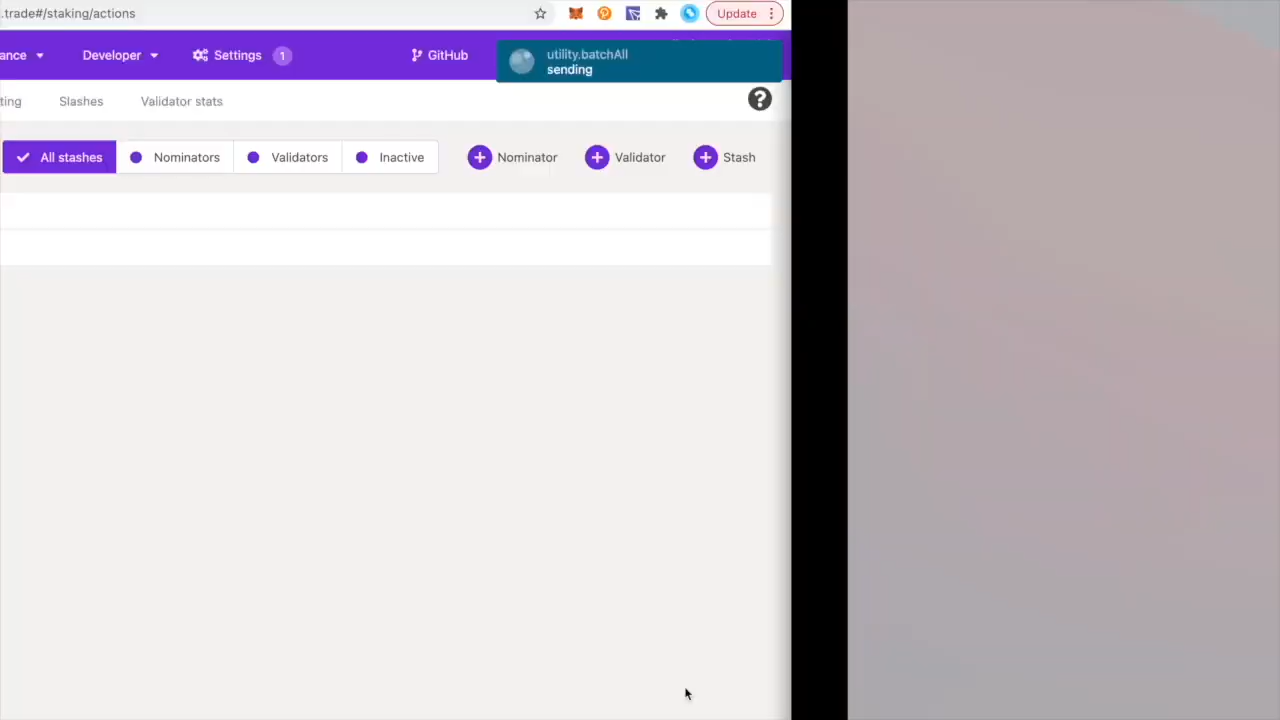 .trade#/staking/actions
Update
ance
Developer
Settings
1
GitHub
utility.batchAll
sending
ting
Slashes
Validator stats
?
All stashes
Nominators
Validators
Inactive
Nominator
Validator
Stash